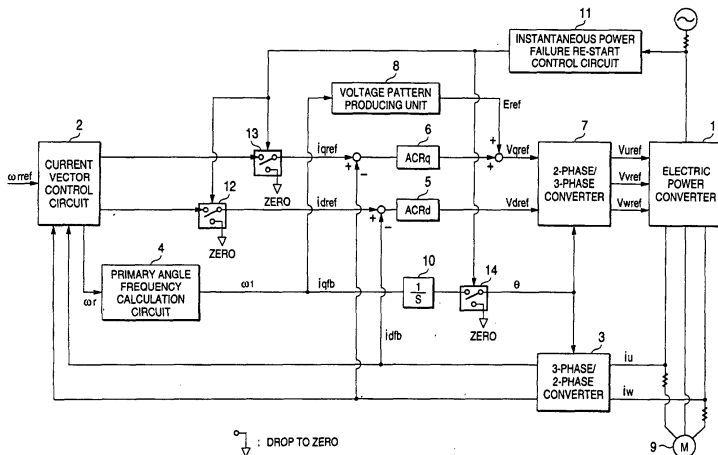 11
INSTANTANEOUS POWER
FAILURE RE-START
CONTROL CIRCUIT
8
VOLTAGE PATTERN
PRODUCING UNIT
Eref
2
CURRENT
VECTOR
CONTROL
CIRCUIT
ωrref
13
ZERO
iqref
+
−
6
ACRq
+
+
Vqref
7
2-PHASE/
3-PHASE
CONVERTER
Vuref
Vvref
Vwref
1
ELECTRIC
POWER
CONVERTER
12
ZERO
idref
+
−
5
ACRd
Vdref
4
PRIMARY ANGLE
FREQUENCY
CALCULATION
CIRCUIT
ωr
ω1
iqfb
10
1
S
14
ZERO
θ
idfb
3
3-PHASE/
2-PHASE
CONVERTER
iu
iw
9
M
: DROP TO ZERO